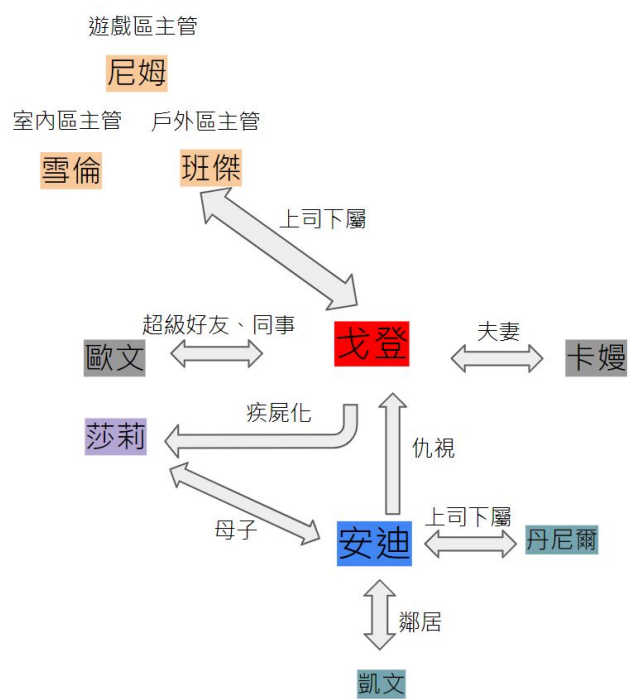 遊戲區主管
尼姆
室內區主管
戶外區主管
雪倫
班傑
上司下屬
超級好友、同事
夫妻
歐文
戈登
卡嫚
疾屍化
莎莉
仇視
母子
上司下屬
安迪
丹尼爾
鄰居
凱文